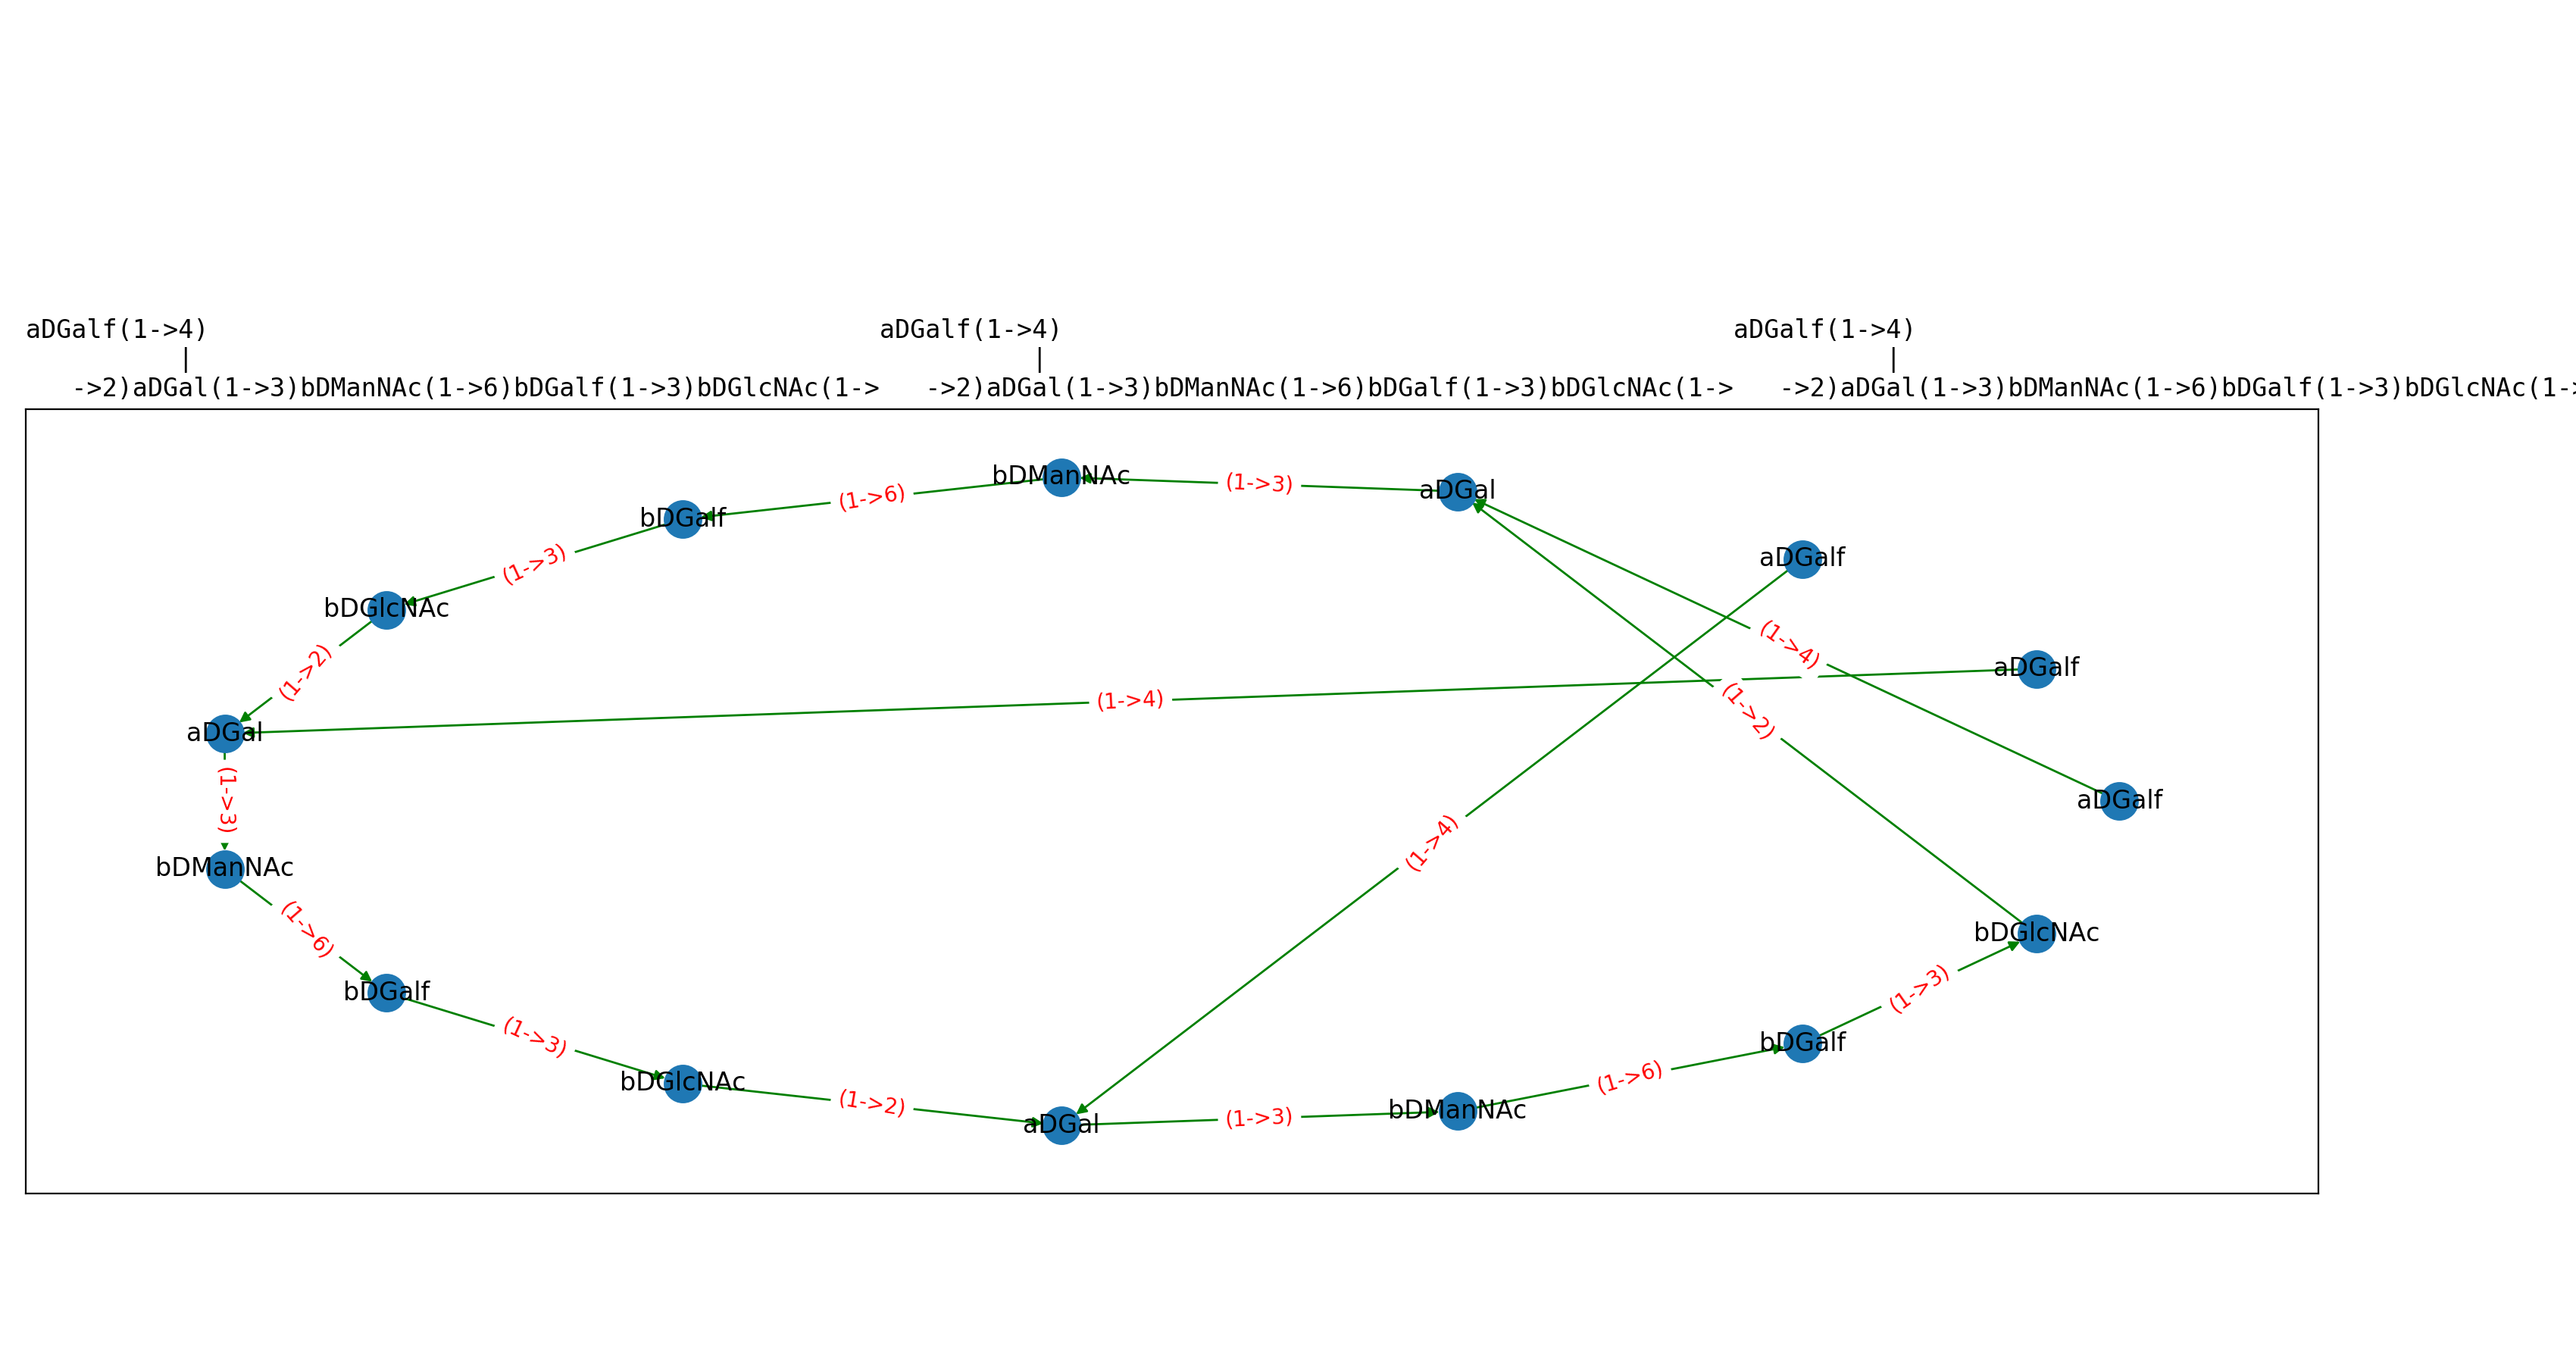 aDGalf(1->4) aDGalf(1->4) aDGalf(1->4)
| | |
->2)aDGal(1->3)bDManNAc(1->6)bDGalf(1->3)bDGlcNAc(1-> ->2)aDGal(1->3)bDManNAc(1->6)bDGalf(1->3)bDGlcNAc(1-> ->2)aDGal(1->3)bDManNAc(1->6)bDGalf(1->3)bDGlcNAc(1->
bDManNAc (1->3) aDGal
(1->6)
bDGalf
(1->3) aDGalf
bDGlcNAc
(1->4)
(1->2) aDGalf
(1->4) (1->2)
aDGal
(1->3) aDGalf
(1->4)
bDManNAc
(1->6) bDGlcNAc
bDGalf (1->3)
(1->3) bDGalf
bDGlcNAc (1->6)
(1->2) bDManNAc
aDGal (1->3)